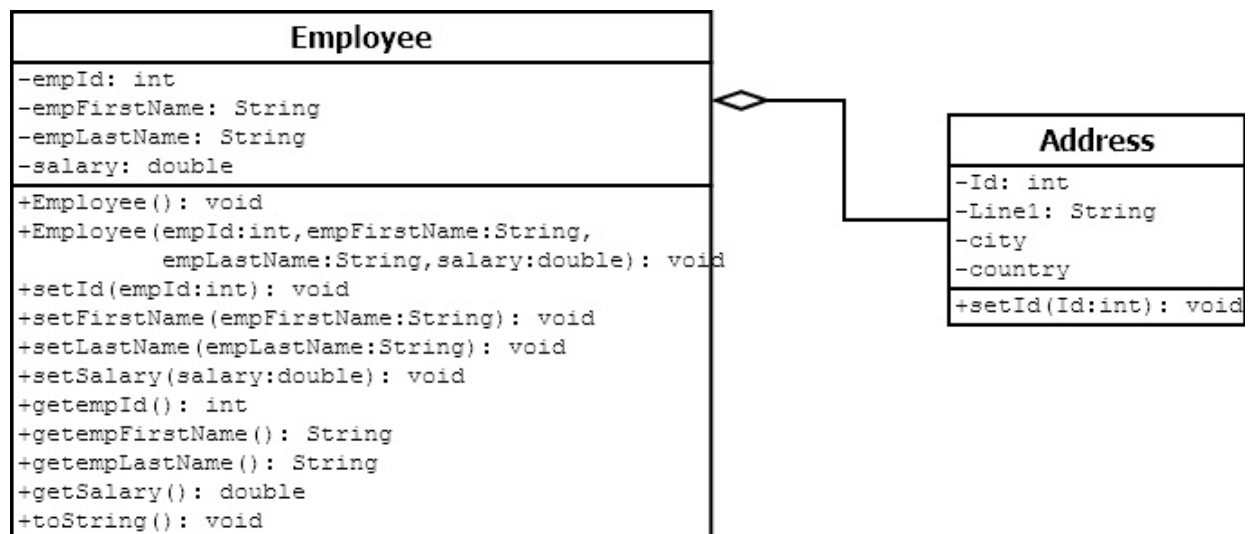 Employee
-empId: int
-empFirstName: String
-empLastName: String
-salary: double
+Employee(): void
+Employee(empId:int,empFirstName:String,
empLastName:String,salary:double): void
+setId(empId:int): void
+setFirstName(empFirstName:String): void
+setLastName(empLastName:String): void
+setSalary(salary:double): void
+getempId(): int
+getempFirstName(): String
+getempLastName(): String
+getSalary(): double
+toString(): void
Address
-Id: int
-Line1: String
-city
-country
+setId(Id:int): void